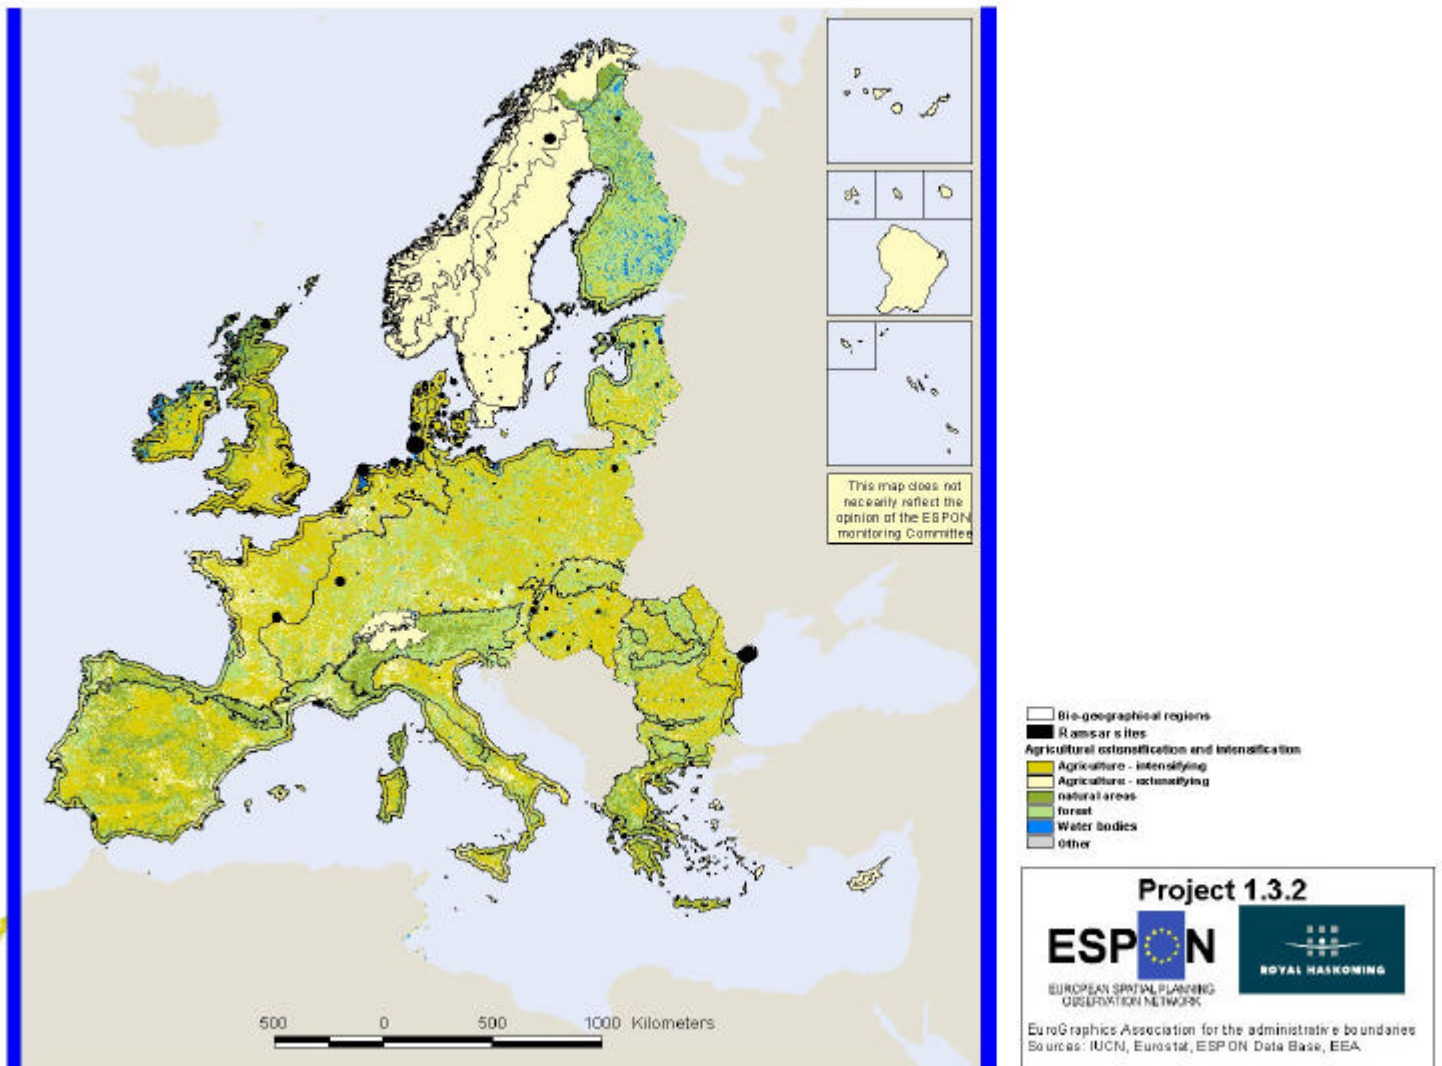 This map does not
necearily reflect the
opinion of the ESPON
monitoring Committee
Bio-geographical regions
Ramsar sites
Agricultural extensification and intensification
Agriculture - intensifying
Agriculture - extensifying
natural areas
forest
Water bodies
Other
Project 1.3.2
ESPON
EUROPEAN SPATIAL PLANNING
OBSERVATION NETWORK
ROYAL HASKONING
EuroGraphics Association for the administrative boundaries
Sources: IUCN, Eurostat, ESPON Data Base, EEA
500 0 500 1000 Kilometers